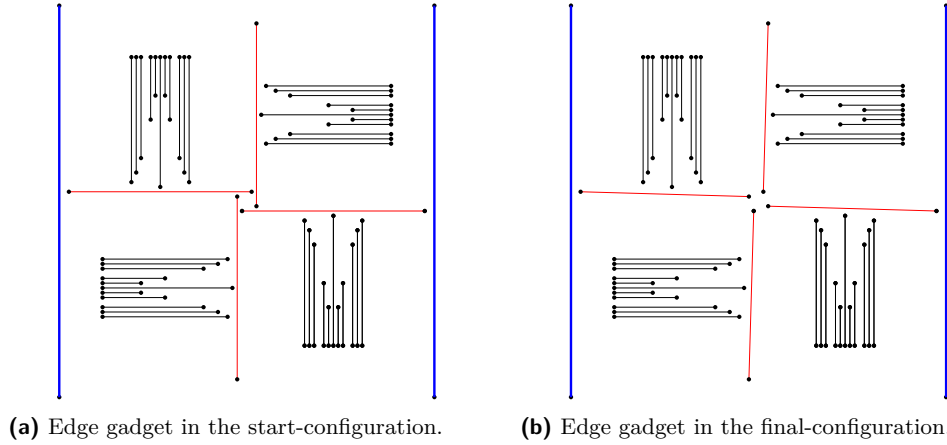 (a) Edge gadget in the start-configuration.
(b) Edge gadget in the final-configuration